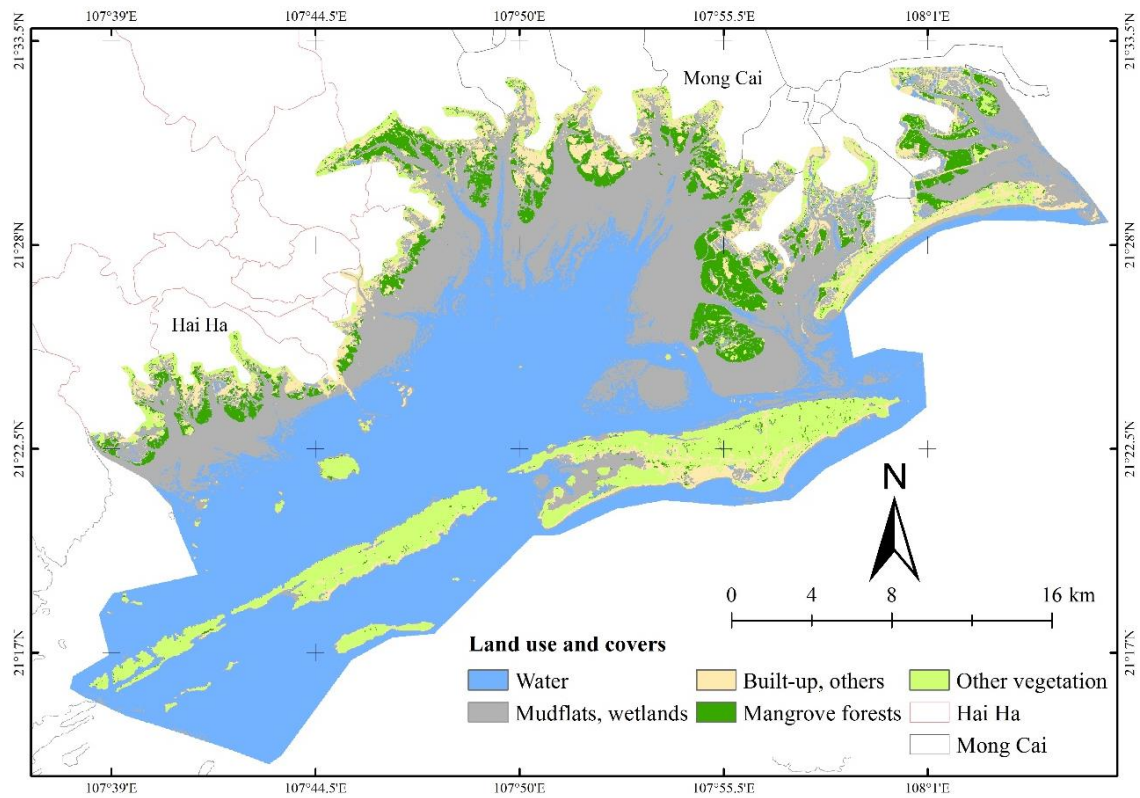 107°39'E 107°44.5'E 107°50'E 107°55.5'E 108°1'E
21°33.5'N 21°33.5'N
Mong Cai
21°28'N 21°28'N
Hai Ha
21°22.5'N 21°22.5'N
N
0 4 8 16 km
21°17'N 21°17'N
Land use and covers
Water Built-up, others Other vegetation
Mudflats, wetlands Mangrove forests Hai Ha
Mong Cai
107°39'E 107°44.5'E 107°50'E 107°55.5'E 108°1'E